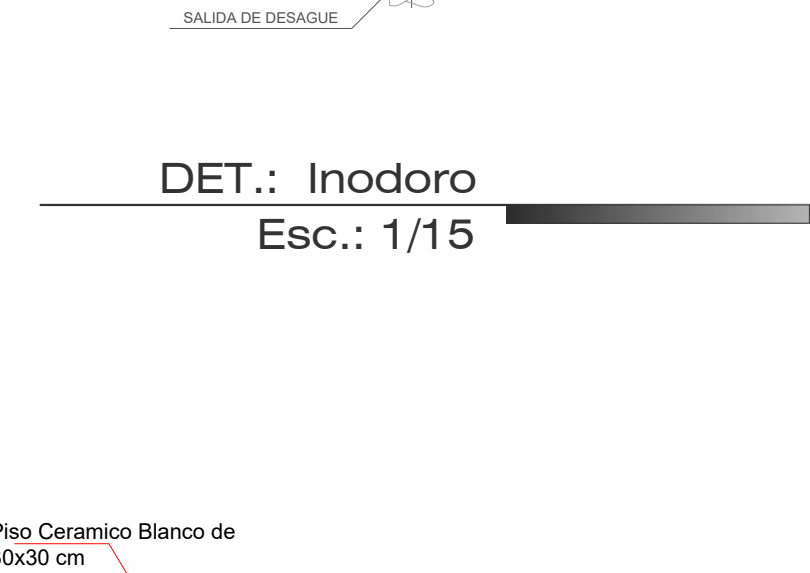 SALIDA DE DESAGUE
DET.: Inodoro
Esc.: 1/15
Piso Ceramico Blanco de
30x30 cm